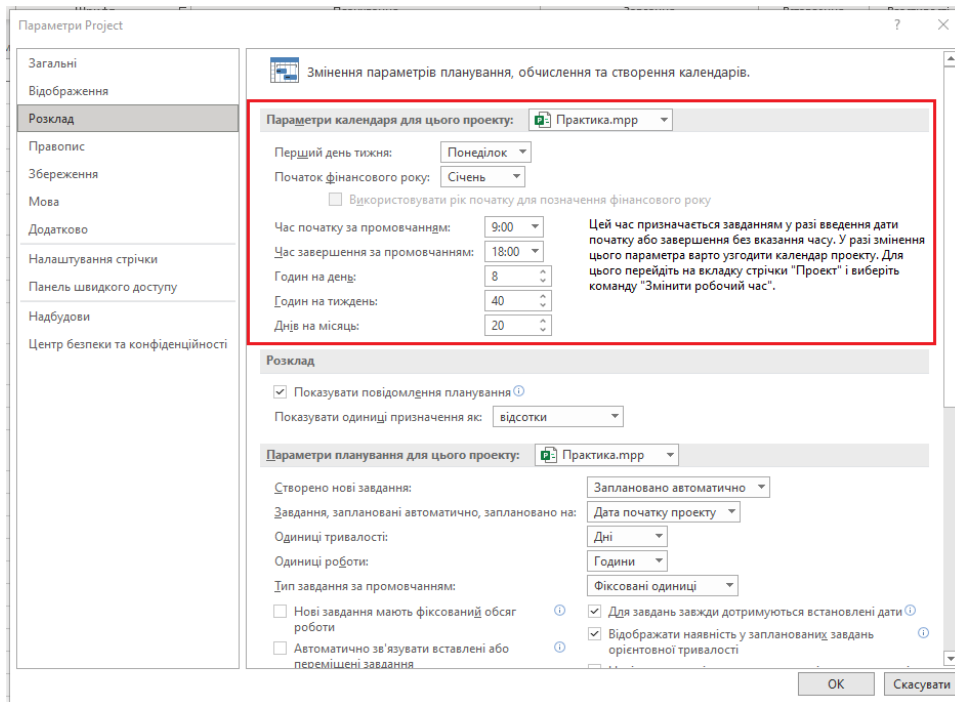 Параметри Project
Загальні
Відображення
Розклад
Правопис
Збереження
Мова
Додатково
Налаштування стрічки
Панель швидкого доступу
Надбудови
Центр безпеки та конфіденційності
Змінення параметрів планування, обчислення та створення календарів.
Параметри календаря для цього проекту: Практика.mpp
Перший день тижня: Понеділок
Початок фінансового року: Січень
Використовувати рік початку для позначення фінансового року
Час початку за промовчанням: 9:00
Час завершення за промовчанням: 18:00
Годин на день: 8
Годин на тиждень: 40
Днів на місяць: 20
Цей час призначається завданням у разі введення дати
початку або завершення без вказання часу. У разі змінення
цього параметра варто узгодити календар проекту. Для
цього перейдіть на вкладку стрічки "Проект" і виберіть
команду "Змінити робочий час".
Розклад
Показувати повідомлення планування
Показувати одиниці призначення як: відсотки
Параметри планування для цього проекту: Практика.mpp
Створено нові завдання: Заплановано автоматично
Завдання, заплановані автоматично, заплановано на: Дата початку проекту
Одиниці тривалості: Дні
Одиниці роботи: Години
Тип завдання за промовчанням: Фіксовані одиниці
Нові завдання мають фіксований обсяг
роботи
Автоматично зв'язувати вставлені або
переміщені завдання
Для завдань завжди дотримуються встановлені дати
Відображати наявність у запланованих завдань
орієнтовної тривалості
ОК
Скасувати